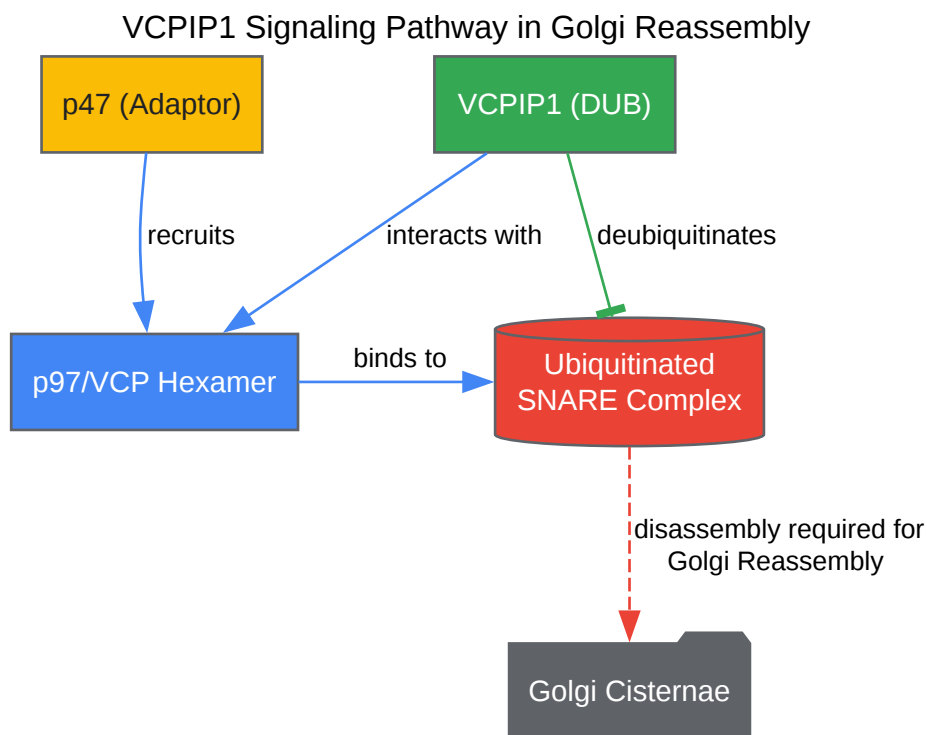 VCPIP1 Signaling Pathway in Golgi Reassembly
p47 (Adaptor)
VCPIP1 (DUB)
recruits
interacts with
deubiquitinates
p97/VCP Hexamer
binds to
Ubiquitinated
SNARE Complex
disassembly required for
Golgi Reassembly
Golgi Cisternae